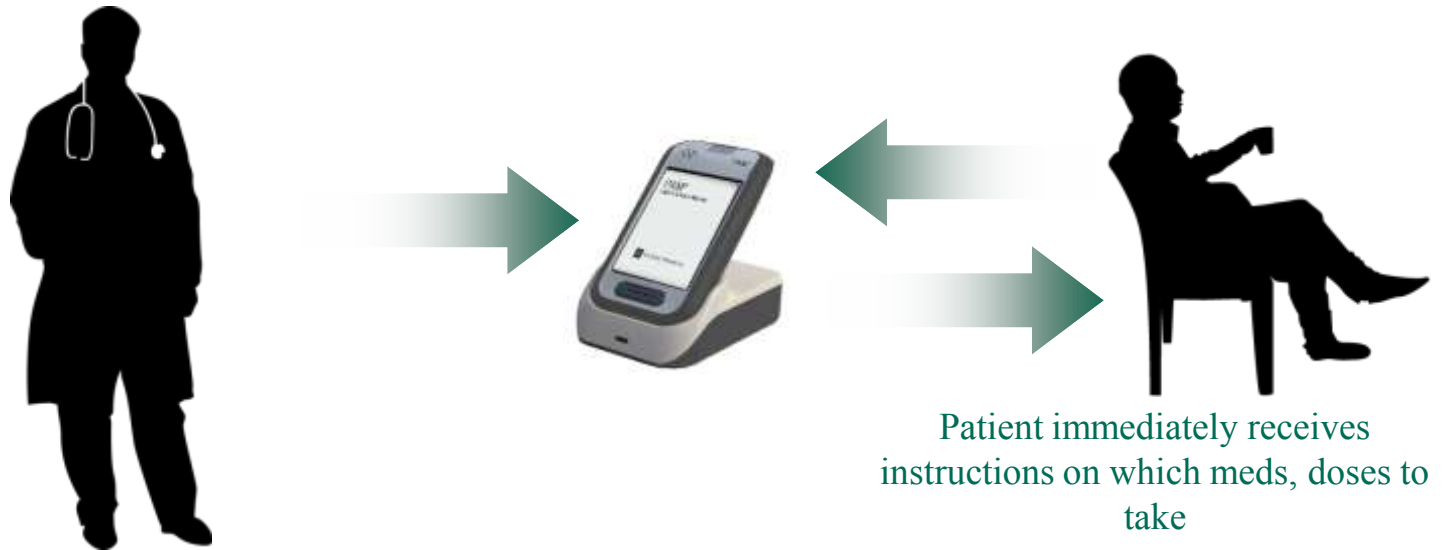 Patient immediately receives
instructions on which meds, doses to
take